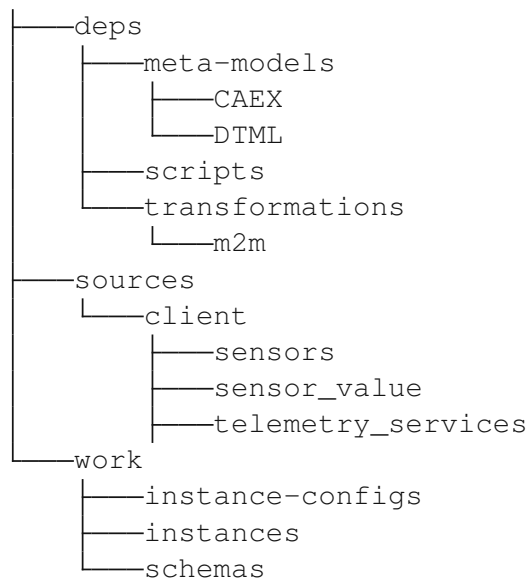 deps
meta-models
CAEX
DTML
scripts
transformations
m2m
sources
client
sensors
sensor_value
telemetry_services
work
instance-configs
instances
schemas